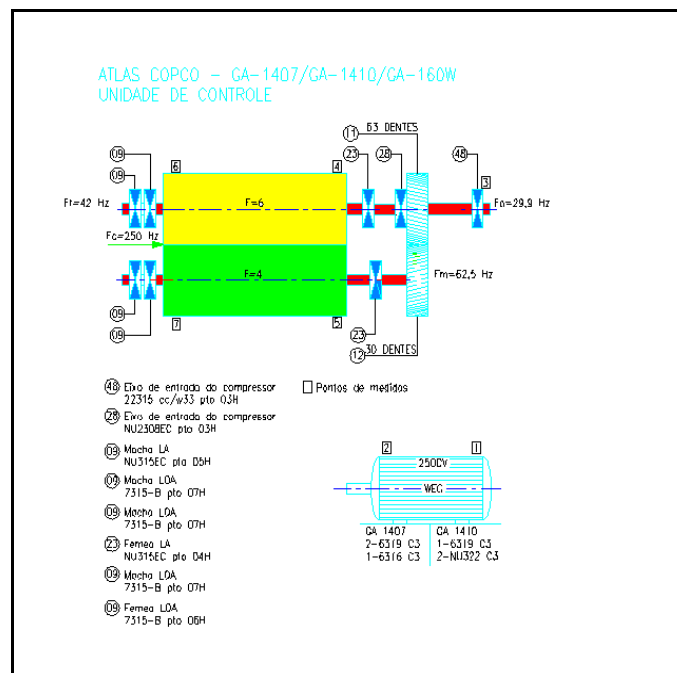 ATLAS COPCO - GA-1407/GA-1410/GA-160W
UNIDADE DE CONTROLE
11 63 DENTES
09 23 28 48
09 6 4 3
Ft=42 Hz F=6 Fn=29,9 Hz
Fc=250 Hz
F=4 Fm=62,5 Hz
09 7 5
09 23
12 30 DENTES
48 Eixo de entrada do compressor
22315 cc/w33 pto 03H
□ Pontos de medidas
28 Eixo de entrada do compressor
NU2308EC pto 03H
09 Macho LA
NU315EC pto 05H
09 Macho LOA
7315-B pto 07H
09 Macho LOA
7315-B pto 07H
23 Femea LA
NU315EC pto 04H
09 Macho LOA
7315-B pto 07H
09 Femea LOA
7315-B pto 06H
2 1
250CV
WEG
GA 1407 GA 1410
2-6319 C3 1-6319 C3
1-6316 C3 2-NU322 C3